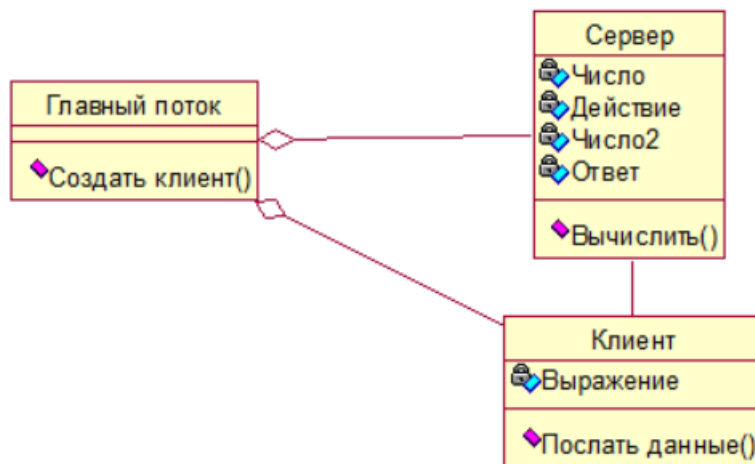 Главный поток
Создать клиент()
Сервер
Число
Действие
Число2
Ответ
Вычислить()
Клиент
Выражение
Послать данные()